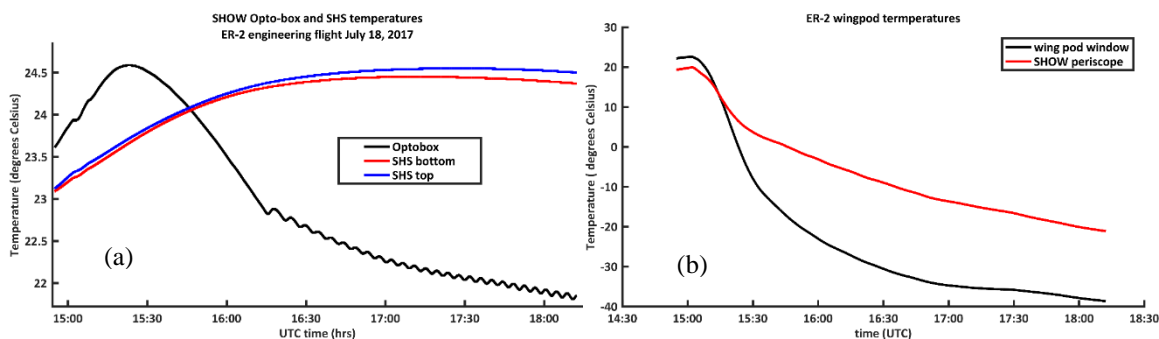 SHOW Opto-box and SHS temperatures
ER-2 engineering flight July 18, 2017
Temperature (degrees Celsius)
24.5
24
23.5
23
22.5
22
Optobox
SHS bottom
SHS top
(a)
15:00 15:30 16:00 16:30 17:00 17:30 18:00
UTC time (hrs)
ER-2 wingpod termperatures
Temperature ( degrees Celsius)
30
20
10
0
-10
-20
-30
-40
wing pod window
SHOW periscope
(b)
14:30 15:00 15:30 16:00 16:30 17:00 17:30 18:00 18:30
time (UTC)